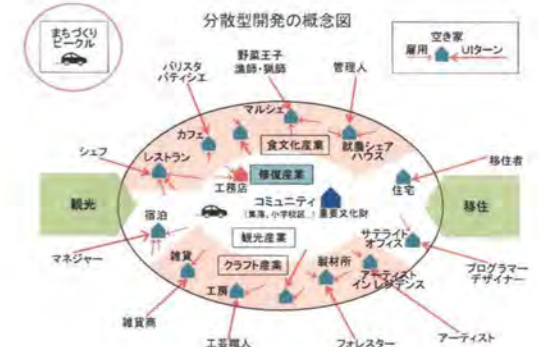 分散型開発の概念図
まちづくり
ビークル
空き家
雇用
UIターン
バリスタ
パティシエ
野菜王子
漁師・猟師
管理人
シェフ
移住者
マルシェ
カフェ
食文化産業
就農シェア
ハウス
レストラン
工務店
修復産業
住宅
観光
コミュニティ
(集落、小学校区…)
重要文化財
移住
宿泊
観光産業
サテライト
オフィス
マネジャー
雑貨
クラフト産業
製材所
アーティスト
イン レジデンス
プログラマー
デザイナー
工房
雑貨商
工芸職人
フォレスター
アーティスト